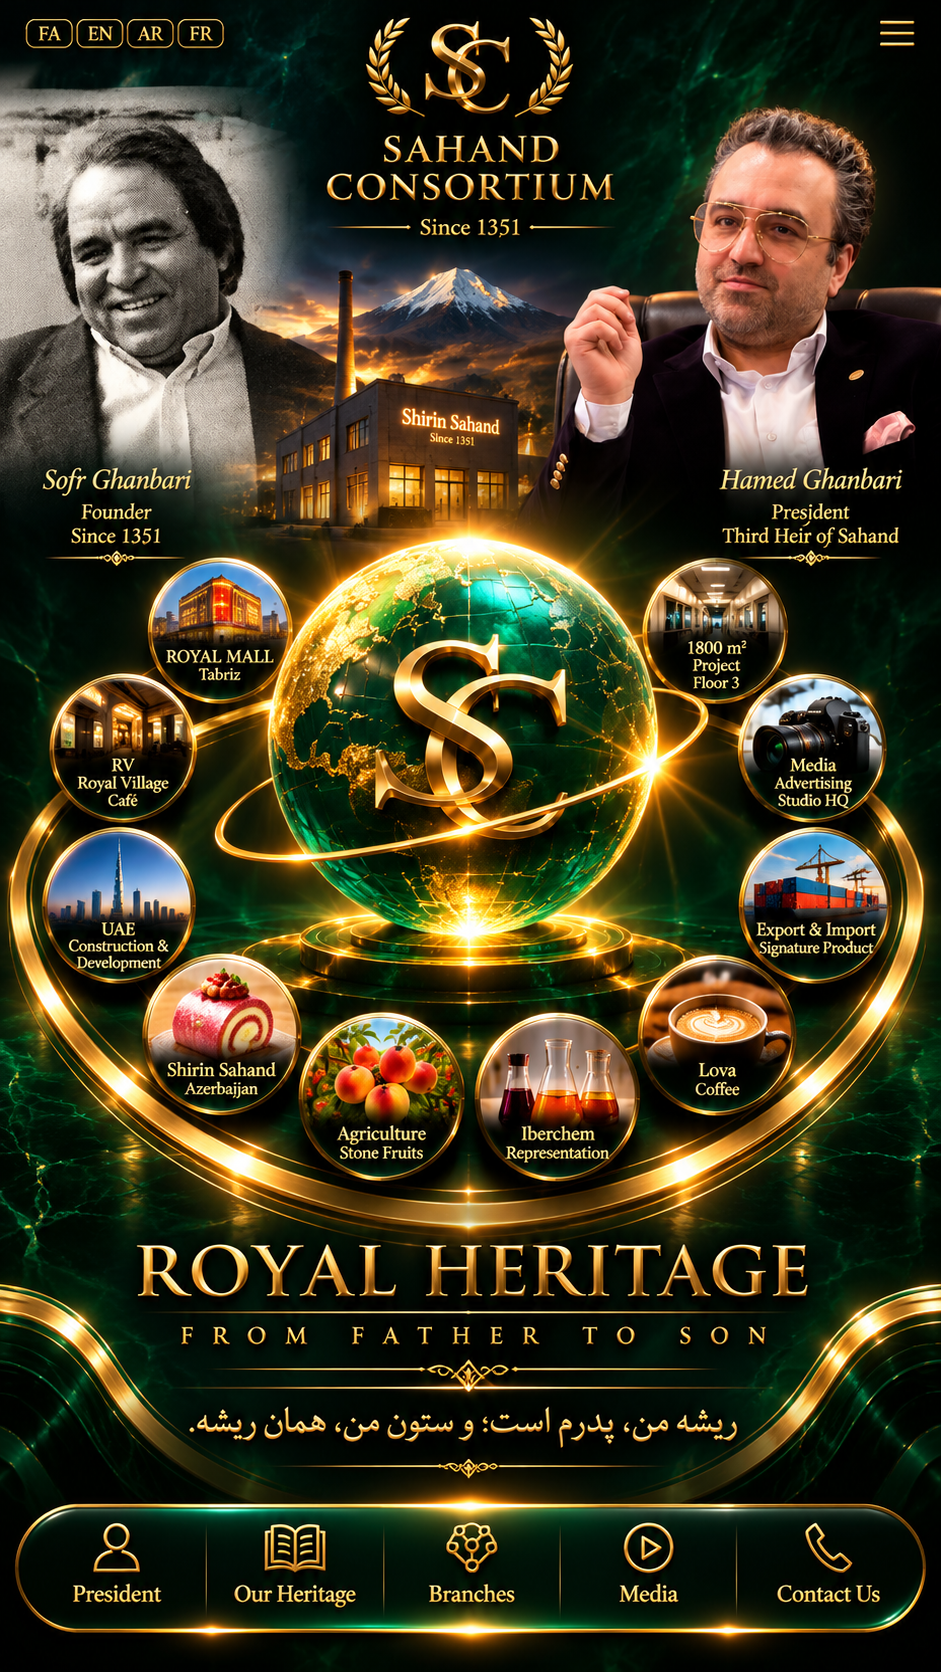 FA EN AR FR
SC
SAHAND
CONSORTIUM
Since 1351
Shirin Sahand
Since 1351
Sofr Ghanbari
Founder
Since 1351
Hamed Ghanbari
President
Third Heir of Sahand
SC
ROYAL MALL
Tabriz
1800 m²
Project
Floor 3
RV
Royal Village
Café
Media
Advertising
Studio HQ
UAE
Construction &
Development
Export & Import
Signature Product
Shirin Sahand
Azerbaijan
Lova
Coffee
Agriculture
Stone Fruits
Iberchem
Representation
ROYAL HERITAGE
FROM FATHER TO SON
ریشه من، پدرم است؛ و ستون من، همان ریشه.
President
Our Heritage
Branches
Media
Contact Us